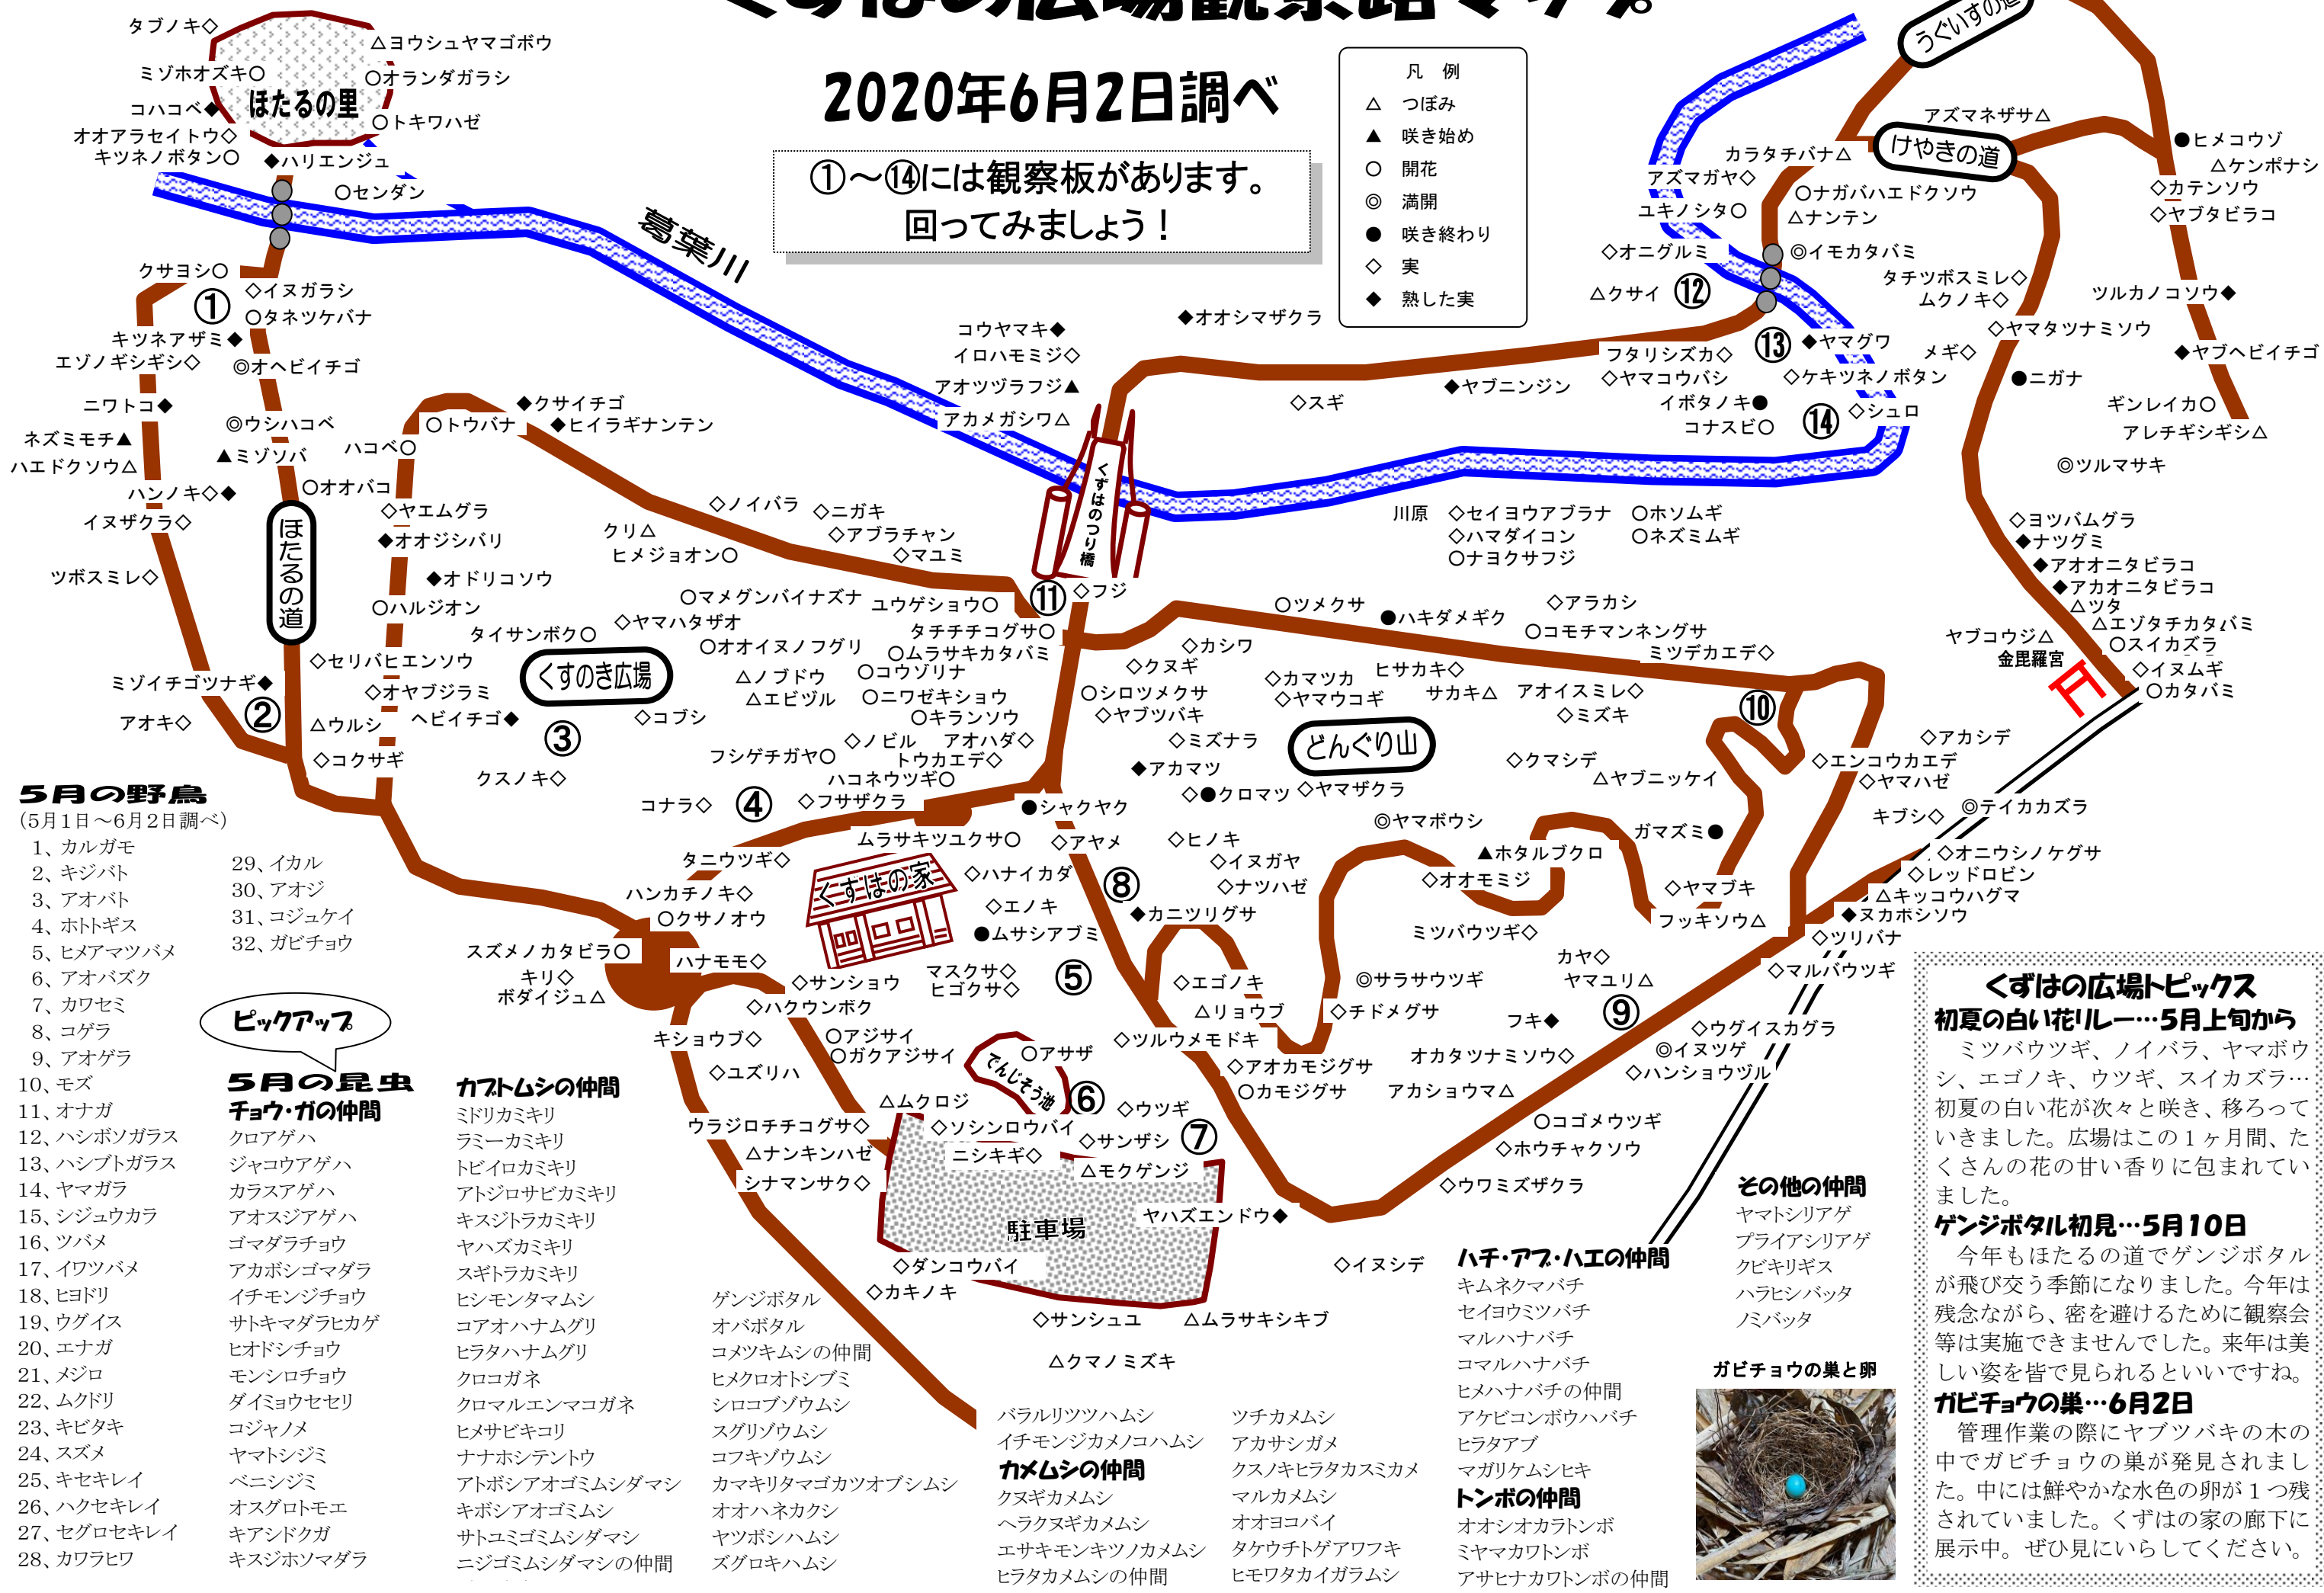 くずはの広場観察路マップ。
2020年6月2日調べ
①～⑭には観察板があります。
回ってみましょう！
凡　例
△　つぼみ
▲　咲き始め
○　開花
◎　満開
●　咲き終わり
◇　実
◆　熟した実
うぐいすの道
けやきの道
タブノキ◇
△ヨウシュヤマゴボウ
ミゾホオズキ○
○オランダガラシ
コハコベ◆
ほたるの里
○トキワハゼ
オオアラセイトウ◇
キツネノボタン○
◆ハリエンジュ
○センダン
葛葉川
クサヨシ○
①
◇イヌガラシ
○タネツケバナ
キツネアザミ◆
エゾノギシギシ◇
◎オヘビイチゴ
ニワトコ◆
◎ウシハコベ
ネズミモチ▲
▲ミゾソバ
ハエドクソウ△
ハンノキ◇◆
○オオバコ
イヌザクラ◇
ほたるの道
ツボスミレ◇
ミゾイチゴツナギ◆
アオキ◇
②
◇セリバヒエンソウ
◇オヤブジラミ
△ウルシ
ヘビイチゴ◆
◇コクサギ
ハコベ○
○トウバナ
◆クサイチゴ
◆ヒイラギナンテン
◇ヤエムグラ
◆オオジシバリ
◆オドリコソウ
○ハルジオン
タイサンボク○
くすのき広場
③
◇コブシ
クスノキ◇
クリ△
ヒメジョオン○
◇ノイバラ
◇ニガキ
◇アブラチャン
◇マユミ
○マメグンバイナズナ
ユウゲショウ○
◇ヤマハタザオ
タチチチコグサ○
○オオイヌノフグリ
○ムラサキカタバミ
△ノブドウ
○コウゾリナ
△エビヅル
○ニワゼキショウ
○キランソウ
◇ノビル
アオハダ◇
フシゲチガヤ○
トウカエデ◇
ハコネウツギ○
コナラ◇
④
◇フサザクラ
コウヤマキ◆
イロハモミジ◇
アオツヅラフジ▲
アカメガシワ△
くずはのつり橋
⑪
◇フジ
◆オオシマザクラ
◇スギ
◆ヤブニンジン
川原
◇セイヨウアブラナ
○ホソムギ
◇ハマダイコン
○ネズミムギ
○ナヨクサフジ
アズマネザサ△
カラタチバナ△
アズマガヤ◇
○ナガバハエドクソウ
ユキノシタ○
△ナンテン
◇オニグルミ
◎イモカタバミ
△クサイ
⑫
⑬
◆ヤマグワ
フタリシズカ◇
◇ヤマコウバシ
◇ケキツネノボタン
イボタノキ●
コナスビ○
⑭
◇シュロ
タチツボスミレ◇
ムクノキ◇
◇ヤマタツナミソウ
メギ◇
●ニガナ
●ヒメコウゾ
△ケンポナシ
◇カテンソウ
◇ヤブタビラコ
ツルカノコソウ◆
◆ヤブヘビイチゴ
ギンレイカ○
アレチギシギシ△
◎ツルマサキ
◇ヨツバムグラ
◆ナツグミ
◆アオオニタビラコ
◆アカオニタビラコ
△ツタ
△エゾタチカタバミ
ヤブコウジ△
○スイカズラ
金毘羅宮
◇イヌムギ
○カタバミ
○ツメクサ
●ハキダメギク
◇アラカシ
○コモチマンネングサ
ミツデカエデ◇
◇カシワ
◇クヌギ
◇カマツカ
ヒサカキ◇
○シロツメクサ
◇ヤマウコギ
サカキ△
アオイスミレ◇
◇ヤブツバキ
◇ミズキ
⑩
◇ミズナラ
どんぐり山
◆アカマツ
◇クマシデ
△ヤブニッケイ
◇●クロマツ
◇ヤマザクラ
●シャクヤク
◇アカシデ
◇エンコウカエデ
◇ヤマハゼ
キブシ◇
◎テイカカズラ
◇オニウシノケグサ
◇レッドロビン
△キッコウハグマ
◆ヌカボシソウ
◇ツリバナ
◇マルバウツギ
◎ヤマボウシ
ガマズミ●
▲ホタルブクロ
◇オオモミジ
◇ヤマブキ
フッキソウ△
ミツバウツギ◇
カヤ◇
ヤマユリ△
◎サラサウツギ
◇チドメグサ
フキ◆
⑨
◇ウグイスカグラ
◎イヌツゲ
◇ハンショウヅル
オカタツナミソウ◇
アカショウマ△
○コゴメウツギ
◇ホウチャクソウ
◇ウワミズザクラ
◇イヌシデ
ムラサキツユクサ○
◇アヤメ
◇ヒノキ
◇イヌガヤ
◇ナツハゼ
⑧
◆カニツリグサ
◇エゴノキ
△リョウブ
◇ツルウメモドキ
◇アオカモジグサ
○カモジグサ
タニウツギ◇
くずはの家
◇ハナイカダ
ハンカチノキ◇
◇エノキ
○クサノオウ
●ムサシアブミ
スズメノカタビラ○
ハナモモ◇
キリ◇
ボダイジュ△
◇サンショウ
マスクサ◇
ヒゴクサ◇
⑤
◇ハクウンボク
キショウブ◇
○アジサイ
○ガクアジサイ
○アサザ
◇ユズリハ
でんじそう池
⑥
△ムクロジ
◇ウツギ
ウラジロチチコグサ◇
◇ソシンロウバイ
◇サンザシ
⑦
△ナンキンハゼ
ニシキギ◇
△モクゲンジ
シナマンサク◇
駐車場
ヤハズエンドウ◆
◇ダンコウバイ
◇カキノキ
◇サンシュユ
△ムラサキシキブ
△クマノミズキ
５月の野鳥
（5月1日～6月2日調べ）
1、カルガモ
2、キジバト
3、アオバト
4、ホトトギス
5、ヒメアマツバメ
6、アオバズク
7、カワセミ
8、コゲラ
9、アオゲラ
10、モズ
11、オナガ
12、ハシボソガラス
13、ハシブトガラス
14、ヤマガラ
15、シジュウカラ
16、ツバメ
17、イワツバメ
18、ヒヨドリ
19、ウグイス
20、エナガ
21、メジロ
22、ムクドリ
23、キビタキ
24、スズメ
25、キセキレイ
26、ハクセキレイ
27、セグロセキレイ
28、カワラヒワ
29、イカル
30、アオジ
31、コジュケイ
32、ガビチョウ
ピックアップ
５月の昆虫
チョウ・ガの仲間
クロアゲハ
ジャコウアゲハ
カラスアゲハ
アオスジアゲハ
ゴマダラチョウ
アカボシゴマダラ
イチモンジチョウ
サトキマダラヒカゲ
ヒオドシチョウ
モンシロチョウ
ダイミョウセセリ
コジャノメ
ヤマトシジミ
ベニシジミ
オスグロトモエ
キアシドクガ
キスジホソマダラ
カブトムシの仲間
ミドリカミキリ
ラミーカミキリ
トビイロカミキリ
アトジロサビカミキリ
キスジトラカミキリ
ヤハズカミキリ
スギトラカミキリ
ヒシモンタマムシ
コアオハナムグリ
ヒラタハナムグリ
クロコガネ
クロマルエンマコガネ
ヒメサビキコリ
ナナホシテントウ
アトボシアオゴミムシダマシ
キボシアオゴミムシ
サトユミゴミムシダマシ
ニジゴミムシダマシの仲間
ゲンジボタル
オバボタル
コメツキムシの仲間
ヒメクロオトシブミ
シロコブゾウムシ
スグリゾウムシ
コフキゾウムシ
カマキリタマゴカツオブシムシ
オオハネカクシ
ヤツボシハムシ
ズグロキハムシ
バラルリツツハムシ
イチモンジカメノコハムシ
カメムシの仲間
クヌギカメムシ
ヘラクヌギカメムシ
エサキモンキツノカメムシ
ヒラタカメムシの仲間
ツチカメムシ
アカサシガメ
クスノキヒラタカスミカメ
マルカメムシ
オオヨコバイ
タケウチトゲアワフキ
ヒモワタカイガラムシ
ハチ・アブ・ハエの仲間
キムネクマバチ
セイヨウミツバチ
マルハナバチ
コマルハナバチ
ヒメハナバチの仲間
アケビコンボウハバチ
ヒラタアブ
マガリケムシヒキ
トンボの仲間
オオシオカラトンボ
ミヤマカワトンボ
アサヒナカワトンボの仲間
その他の仲間
ヤマトシリアゲ
プライアシリアゲ
クビキリギス
ハラヒシバッタ
ノミバッタ
ガビチョウの巣と卵
くずはの広場トピックス
初夏の白い花リレー…５月上旬から
ミツバウツギ、ノイバラ、ヤマボウ
シ、エゴノキ、ウツギ、スイカズラ…
初夏の白い花が次々と咲き、移ろって
いきました。広場はこの１ヶ月間、た
くさんの花の甘い香りに包まれてい
ました。
ゲンジボタル初見…５月１０日
今年もほたるの道でゲンジボタル
が飛び交う季節になりました。今年は
残念ながら、密を避けるために観察会
等は実施できませんでした。来年は美
しい姿を皆で見られるといいですね。
ガビチョウの巣…６月２日
管理作業の際にヤブツバキの木の
中でガビチョウの巣が発見されまし
た。中には鮮やかな水色の卵が１つ残
されていました。くずはの家の廊下に
展示中。ぜひ見にいらしてください。